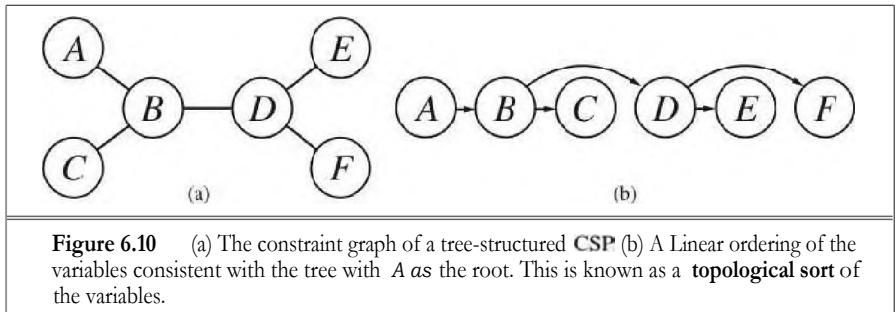 A
E
B
D
C
F
(a)
A
B
C
D
E
F
(b)
Figure 6.10 (a) The constraint graph of a tree-structured CSP (b) A Linear ordering of the
variables consistent with the tree with A as the root. This is known as a topological sort of
the variables.